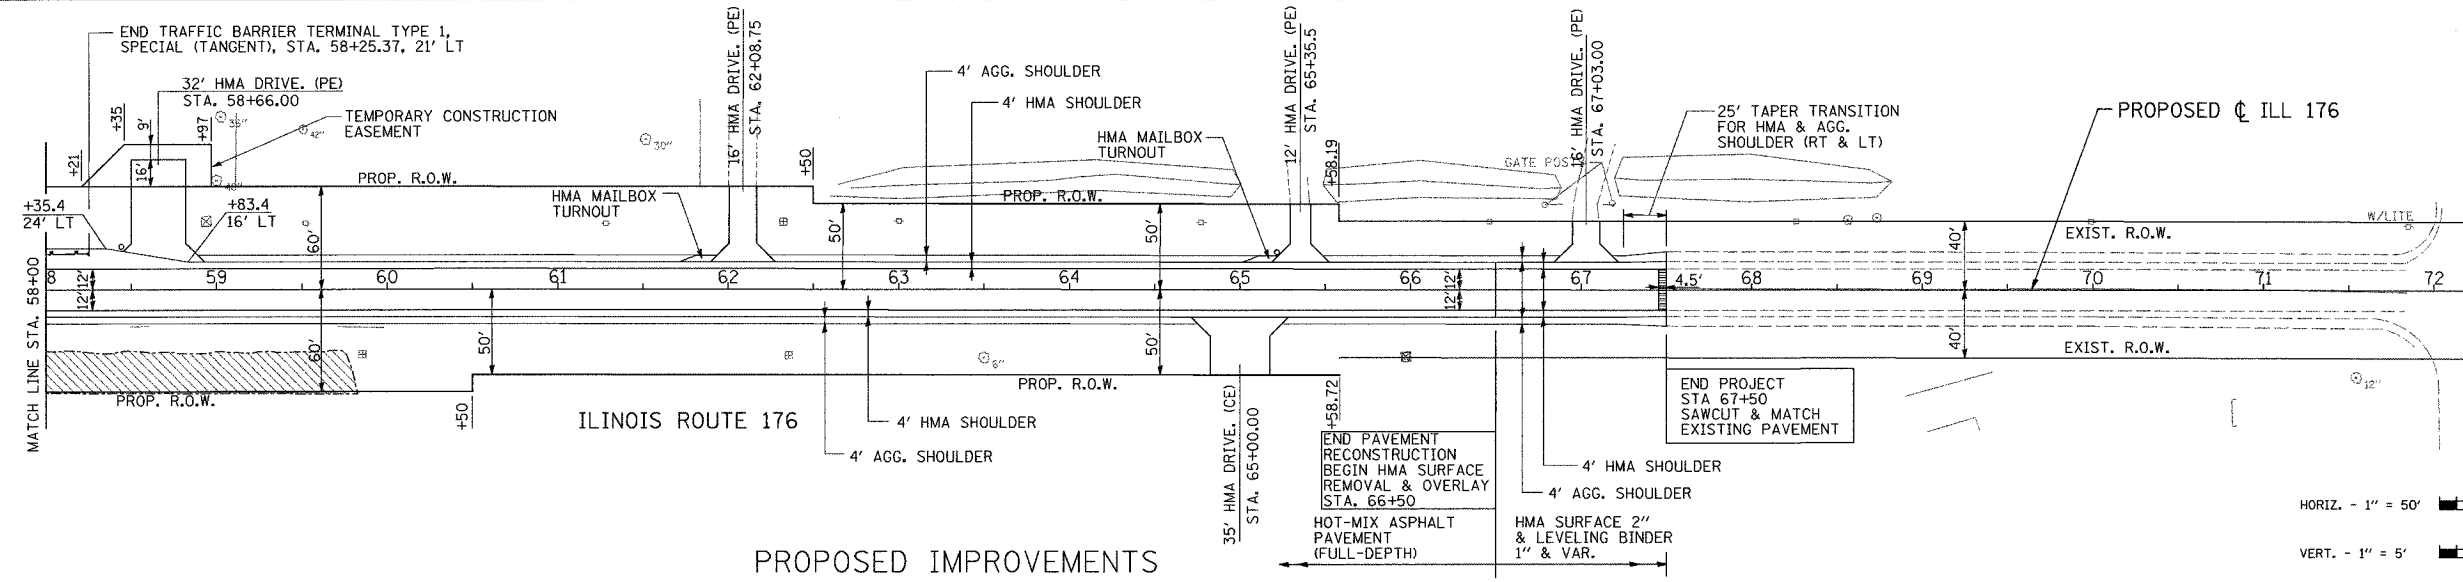 END TRAFFIC BARRIER TERMINAL TYPE 1,
SPECIAL (TANGENT), STA. 58+25.37, 21' LT
32' HMA DRIVE. (PE)
STA. 58+66.00
TEMPORARY CONSTRUCTION
EASEMENT
+21
+35
9'
16'
+97
36"
42"
30"
48"
PROP. R.O.W.
+35.4
24' LT
+83.4
16' LT
HMA MAILBOX
TURNOUT
16' HMA DRIVE. (PE)
STA. 62+08.75
+50
4' AGG. SHOULDER
4' HMA SHOULDER
HMA MAILBOX
TURNOUT
PROP. R.O.W.
12' HMA DRIVE. (PE)
STA. 65+35.5
+58.19
GATE POST
16' HMA DRIVE. (PE)
STA. 67+03.00
25' TAPER TRANSITION
FOR HMA & AGG.
SHOULDER (RT & LT)
PROPOSED ℄ ILL 176
W/LITE
EXIST. R.O.W.
60'
50'
50'
40'
MATCH LINE STA. 58+00
8
59
60
61
62
63
64
65
66
67
68
69
70
71
72
12'
12'
12'
12'
4.5'
60'
50'
50'
40'
EXIST. R.O.W.
6"
12"
PROP. R.O.W.
PROP. R.O.W.
+50
ILINOIS ROUTE 176
4' HMA SHOULDER
4' AGG. SHOULDER
35' HMA DRIVE. (CE)
STA. 65+00.00
+58.72
END PAVEMENT
RECONSTRUCTION
BEGIN HMA SURFACE
REMOVAL & OVERLAY
STA. 66+50
END PROJECT
STA 67+50
SAWCUT & MATCH
EXISTING PAVEMENT
4' HMA SHOULDER
4' AGG. SHOULDER
HOT-MIX ASPHALT
PAVEMENT
(FULL-DEPTH)
HMA SURFACE 2"
& LEVELING BINDER
1" & VAR.
HORIZ. - 1" = 50'
VERT. - 1" = 5'
PROPOSED IMPROVEMENTS